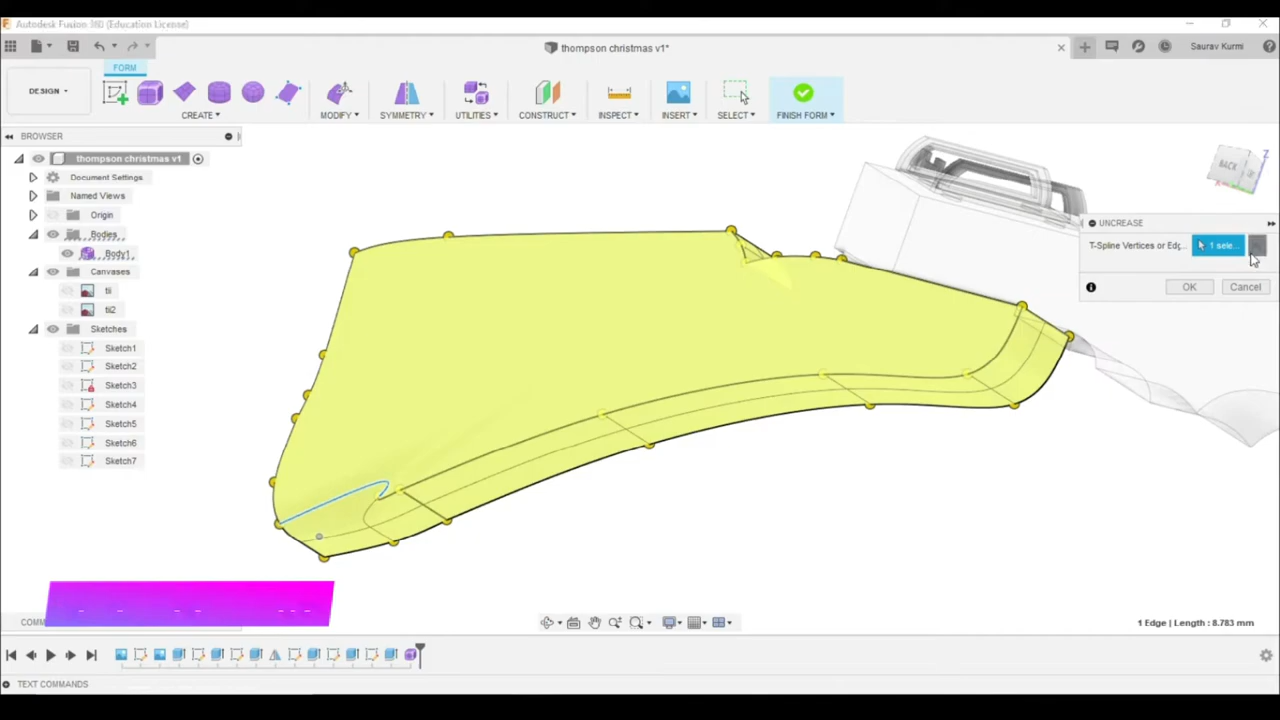 Autodesk Fusion 360 (Education License)
thompson christmas v1*
Saurav Kurmi
FORM
DESIGN
CREATE
MODIFY
SYMMETRY
UTILITIES
CONSTRUCT
INSPECT
INSERT
SELECT
FINISH FORM
BROWSER
thompson christmas v1
Document Settings
Named Views
Origin
Bodies
Body1
Canvases
tii
tii2
Sketches
Sketch1
Sketch2
Sketch3
Sketch4
Sketch5
Sketch6
Sketch7
BACK
Z
UNCREASE
T-Spline Vertices or Edg...
1 sele...
OK
Cancel
1 Edge | Length : 8.783 mm
TEXT COMMANDS